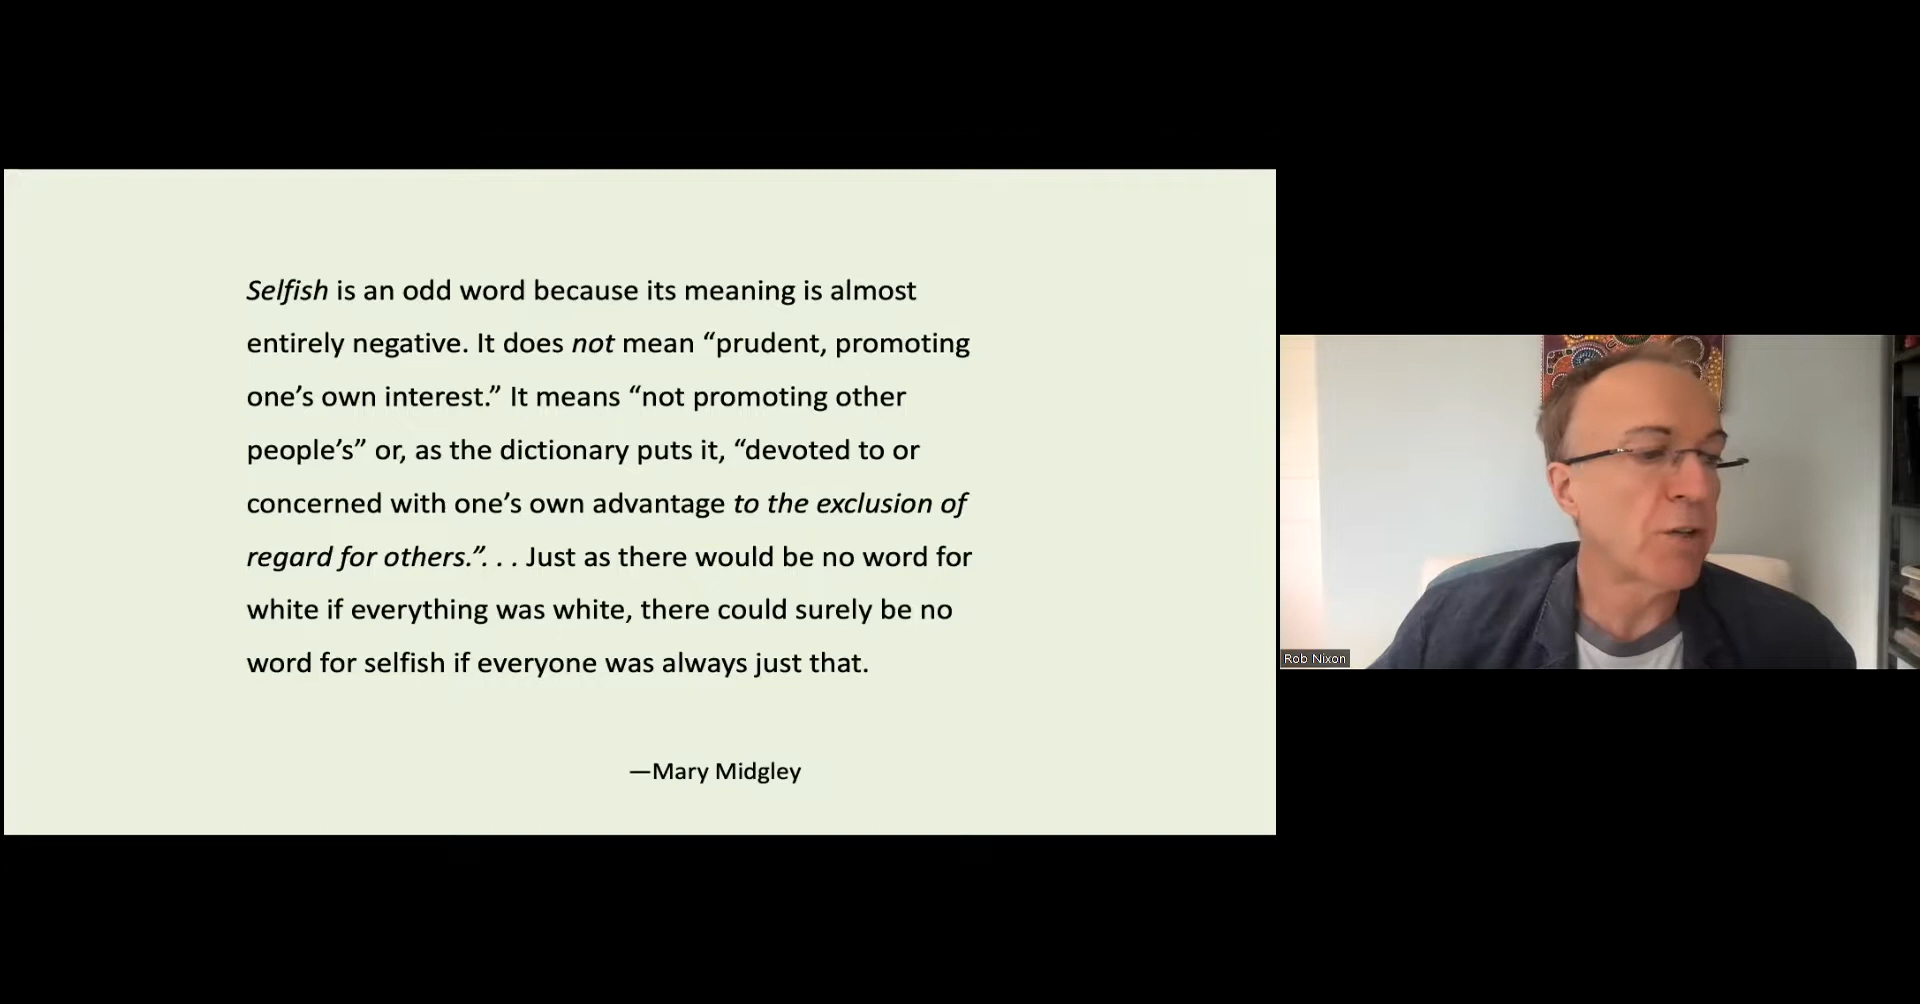 Selfish is an odd word because its meaning is almost
entirely negative. It does not mean “prudent, promoting
one’s own interest.” It means “not promoting other
people’s” or, as the dictionary puts it, “devoted to or
concerned with one’s own advantage to the exclusion of
regard for others.”. . . Just as there would be no word for
white if everything was white, there could surely be no
word for selfish if everyone was always just that.
—Mary Midgley
Rob Nixon